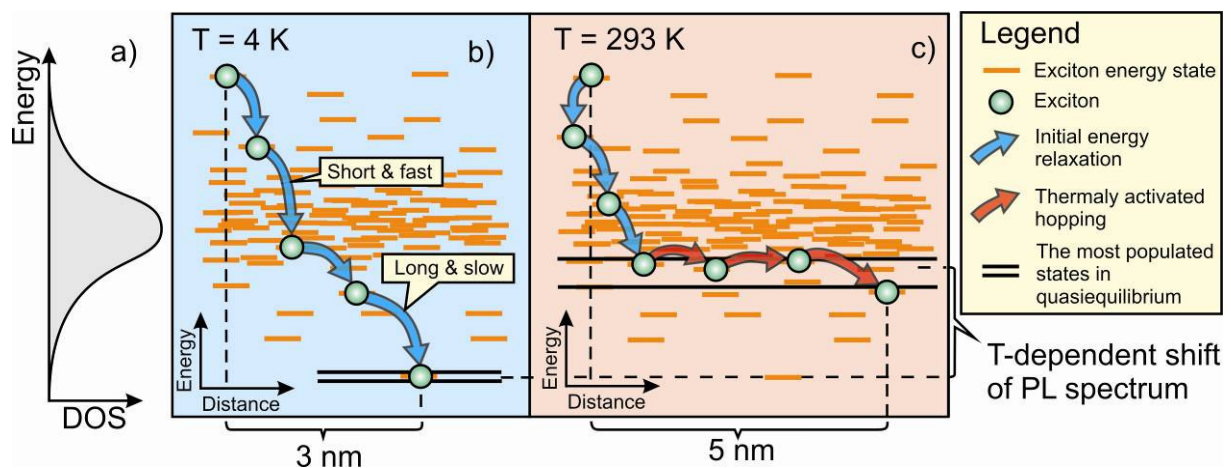 a)
Energy
DOS
T = 4 K
b)
Short & fast
Long & slow
Energy
Distance
3 nm
T = 293 K
c)
Energy
Distance
5 nm
Legend
Exciton energy state
Exciton
Initial energy
relaxation
Thermaly activated
hopping
The most populated
states in
quasiequilibrium
T-dependent shift
of PL spectrum